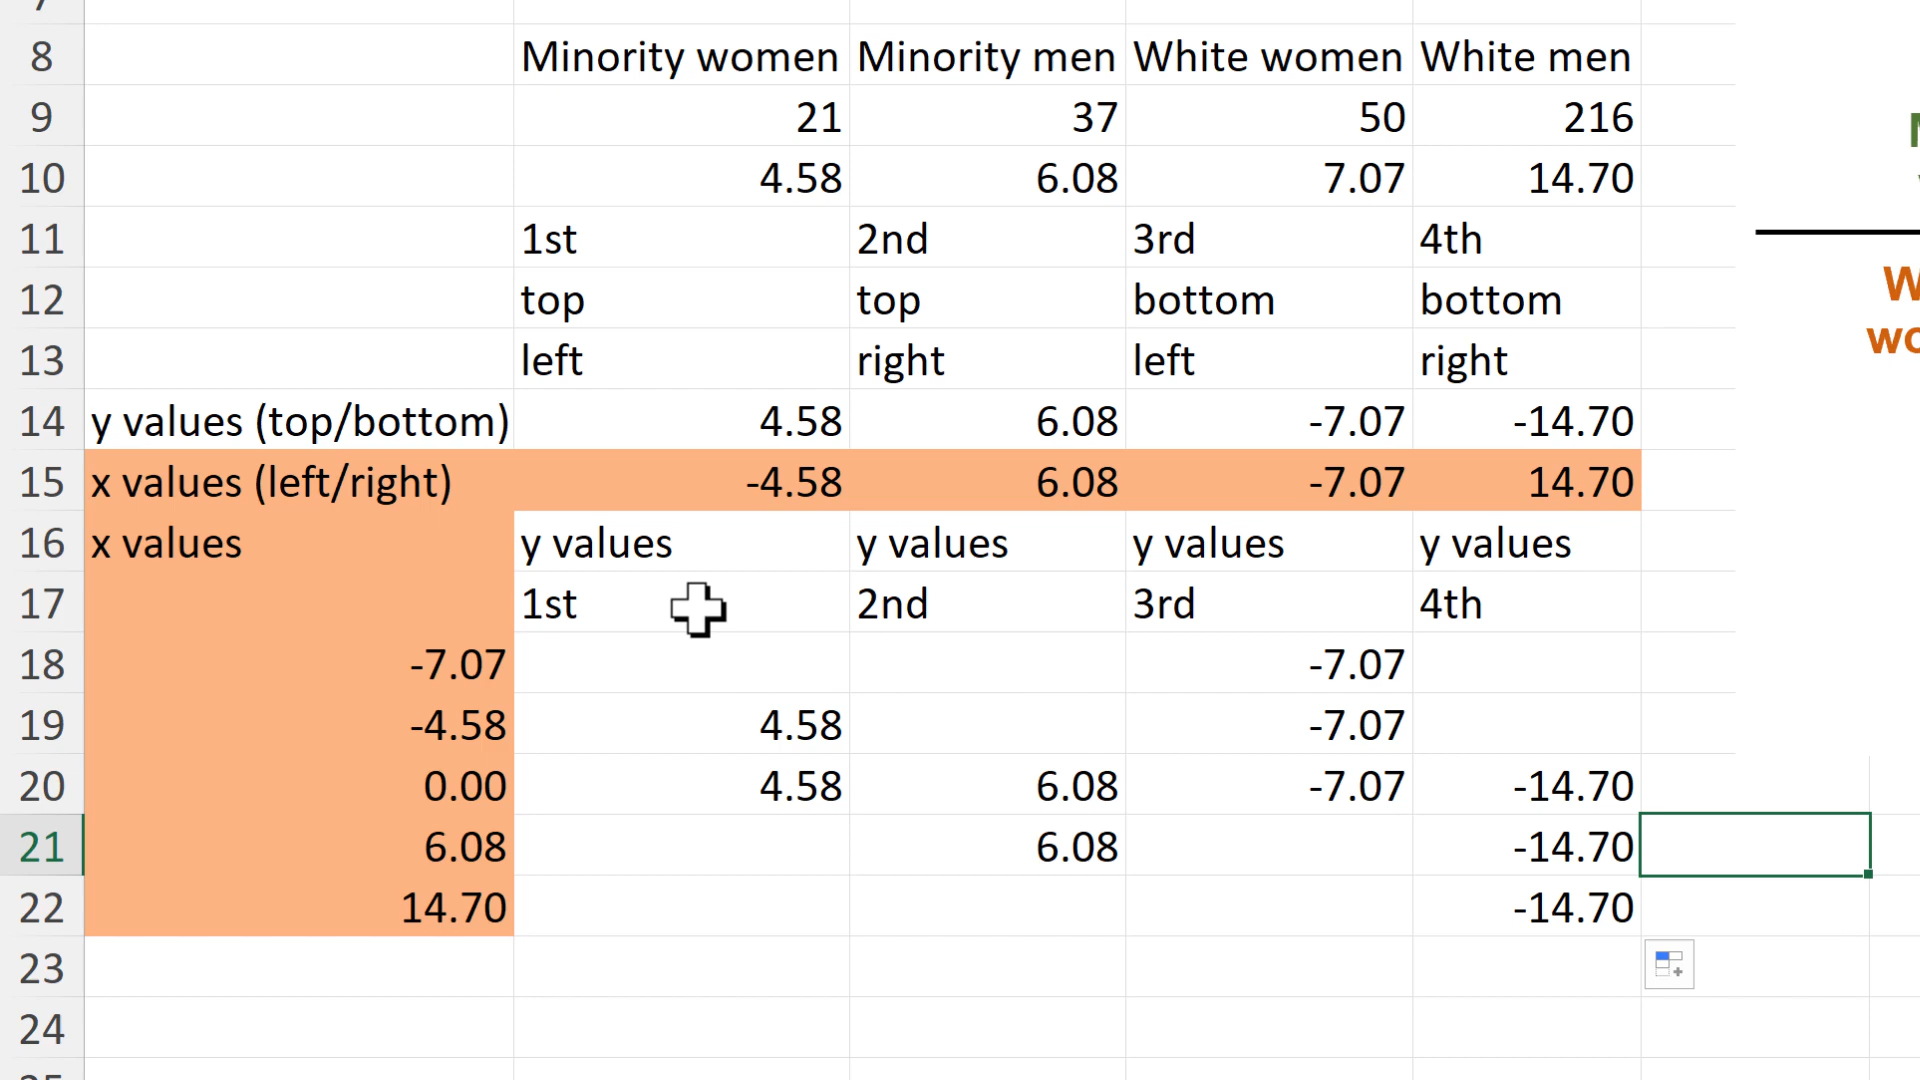 8 Minority women Minority men White women White men
9 21 37 50 216
10 4.58 6.08 7.07 14.70
11 1st 2nd 3rd 4th
12 top top bottom bottom
13 left right left right
14 y values (top/bottom) 4.58 6.08 -7.07 -14.70
15 x values (left/right) -4.58 6.08 -7.07 14.70
16 x values y values y values y values y values
17 1st 2nd 3rd 4th
18 -7.07 -7.07
19 -4.58 4.58 -7.07
20 0.00 4.58 6.08 -7.07 -14.70
21 6.08 6.08 -14.70
22 14.70 -14.70
23
24